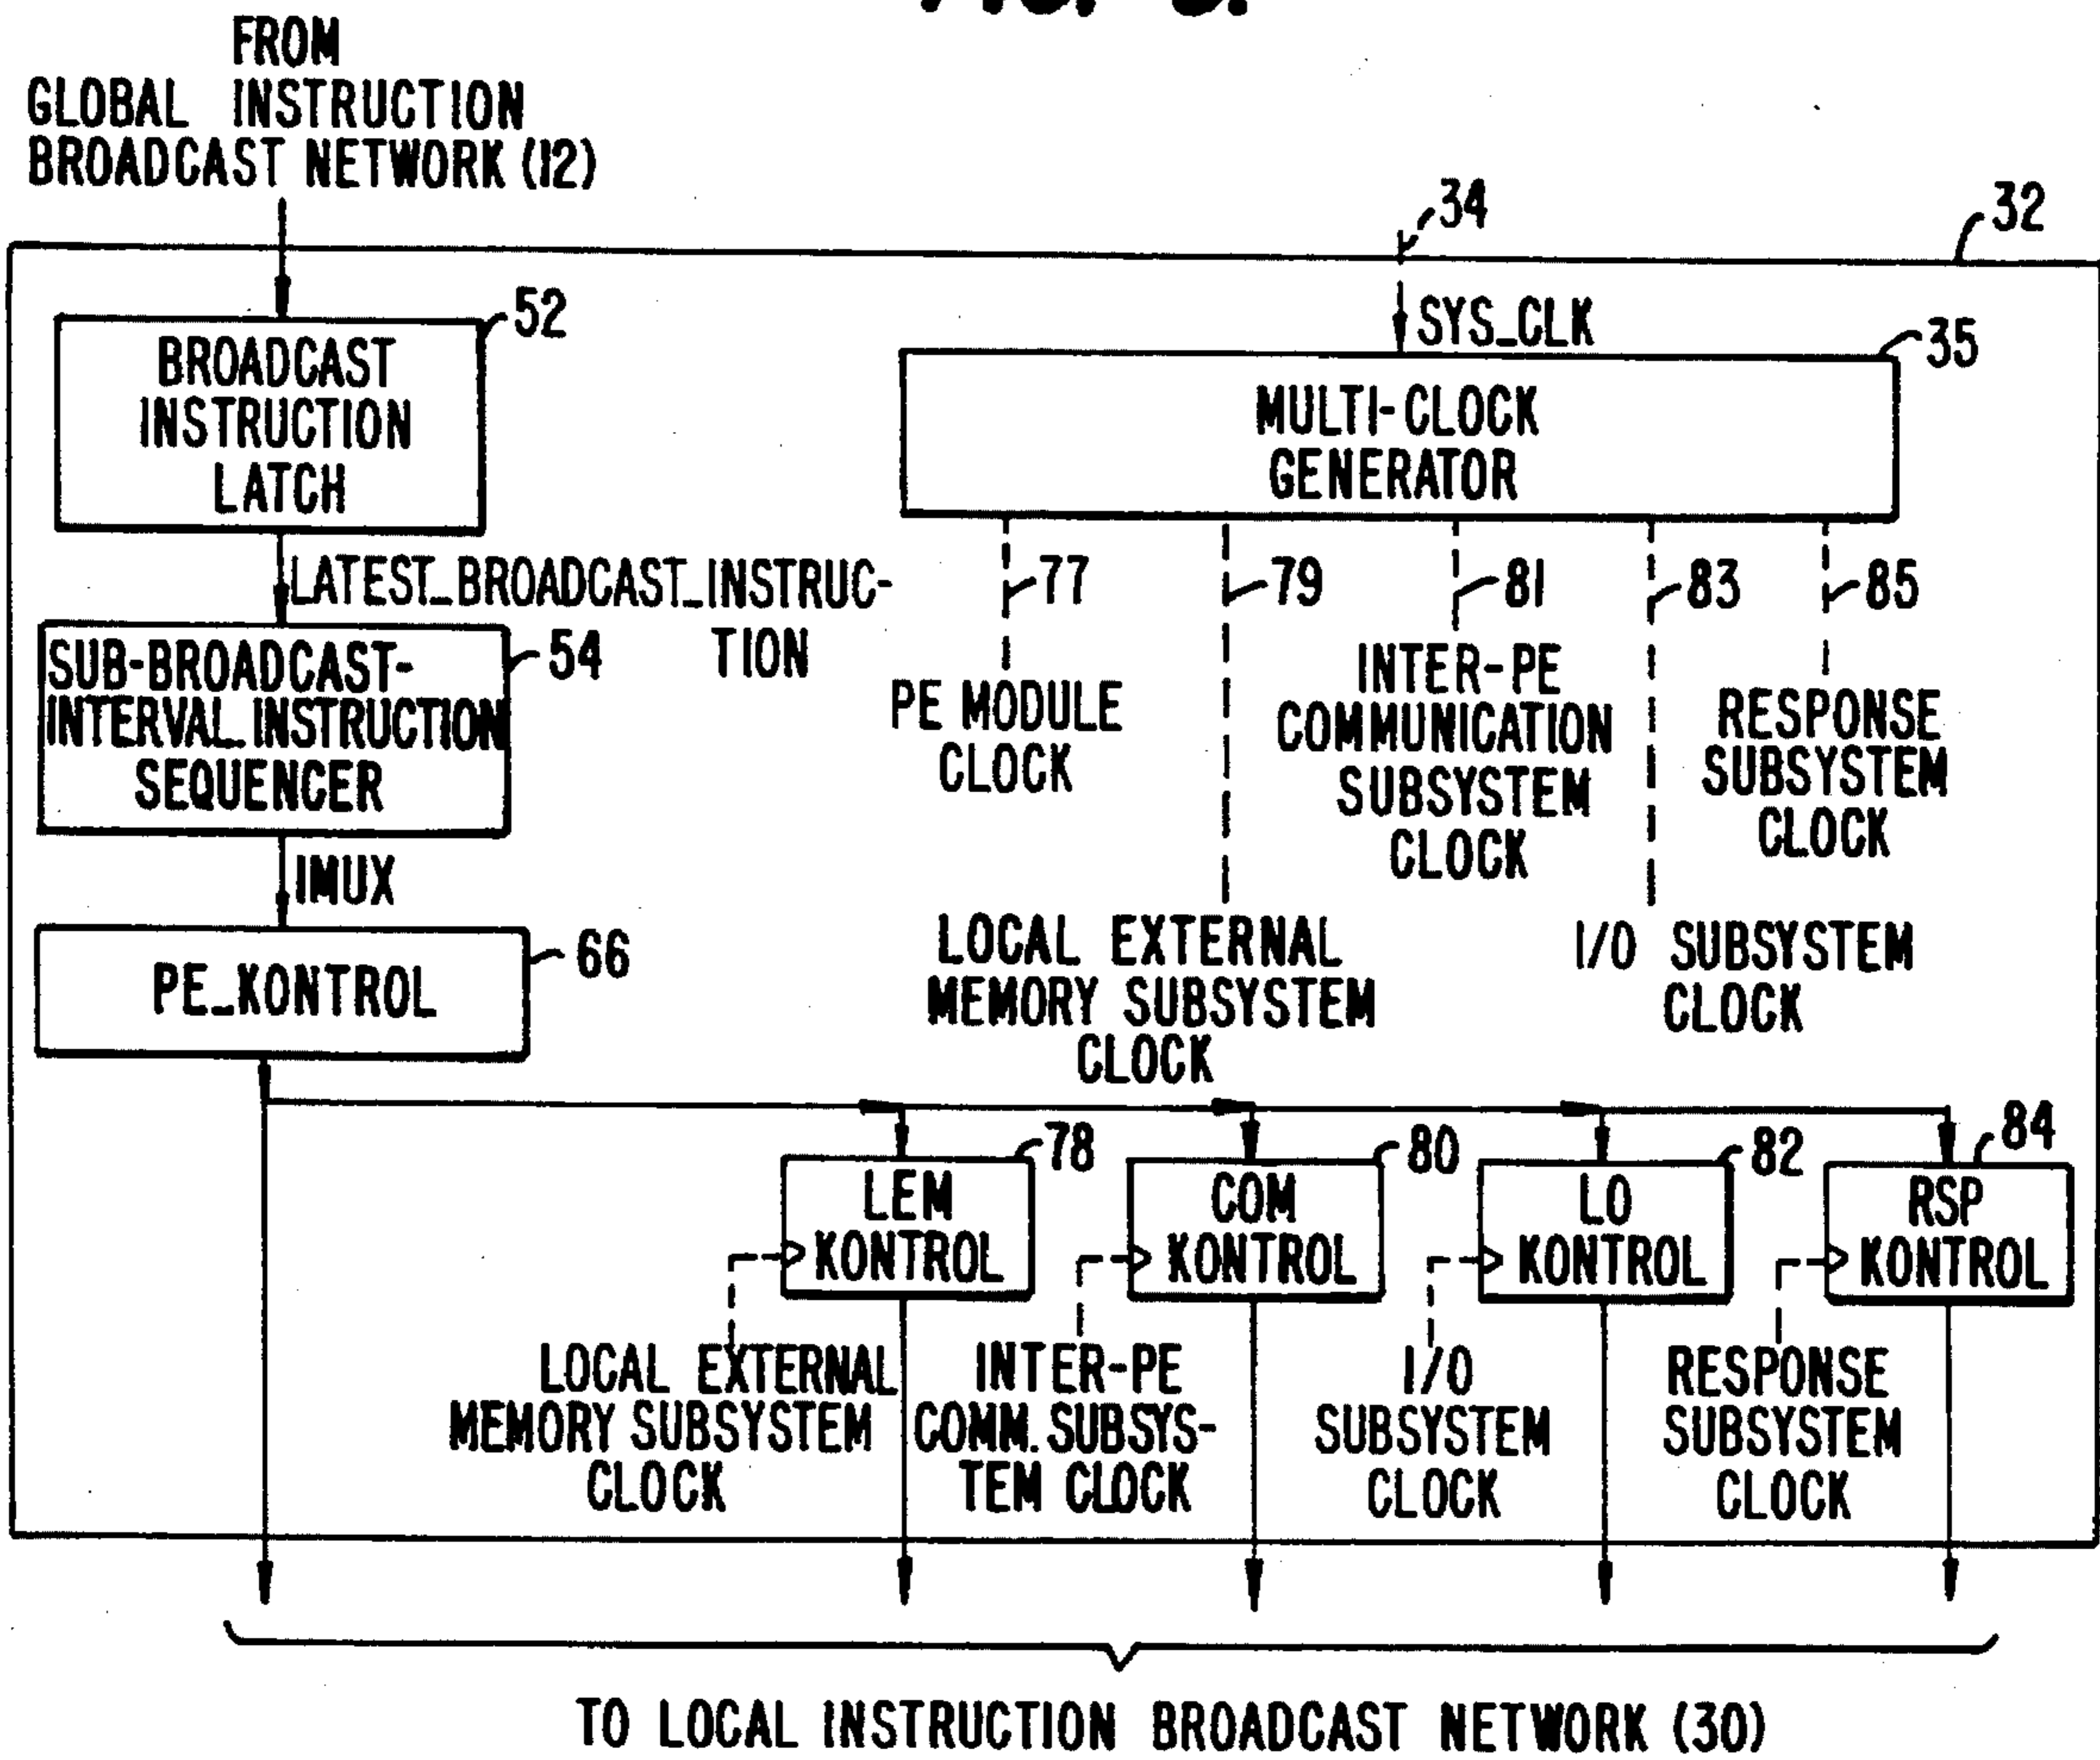 FROM
GLOBAL INSTRUCTION
BROADCAST NETWORK (12)
34
32
52
BROADCAST
INSTRUCTION
LATCH
SYS_CLK
35
MULTI-CLOCK
GENERATOR
LATEST_BROADCAST_INSTRUC-
TION
77
79
81
83
85
SUB-BROADCAST-
INTERVAL INSTRUCTION
SEQUENCER
54
PE MODULE
CLOCK
INTER-PE
COMMUNICATION
SUBSYSTEM
CLOCK
RESPONSE
SUBSYSTEM
CLOCK
IMUX
PE_KONTROL
66
LOCAL EXTERNAL
MEMORY SUBSYSTEM
CLOCK
I/O SUBSYSTEM
CLOCK
78
LEM
KONTROL
80
COM
KONTROL
82
LO
KONTROL
84
RSP
KONTROL
LOCAL EXTERNAL
MEMORY SUBSYSTEM
CLOCK
INTER-PE
COMM. SUBSYS-
TEM CLOCK
I/O
SUBSYSTEM
CLOCK
RESPONSE
SUBSYSTEM
CLOCK
TO LOCAL INSTRUCTION BROADCAST NETWORK (30)